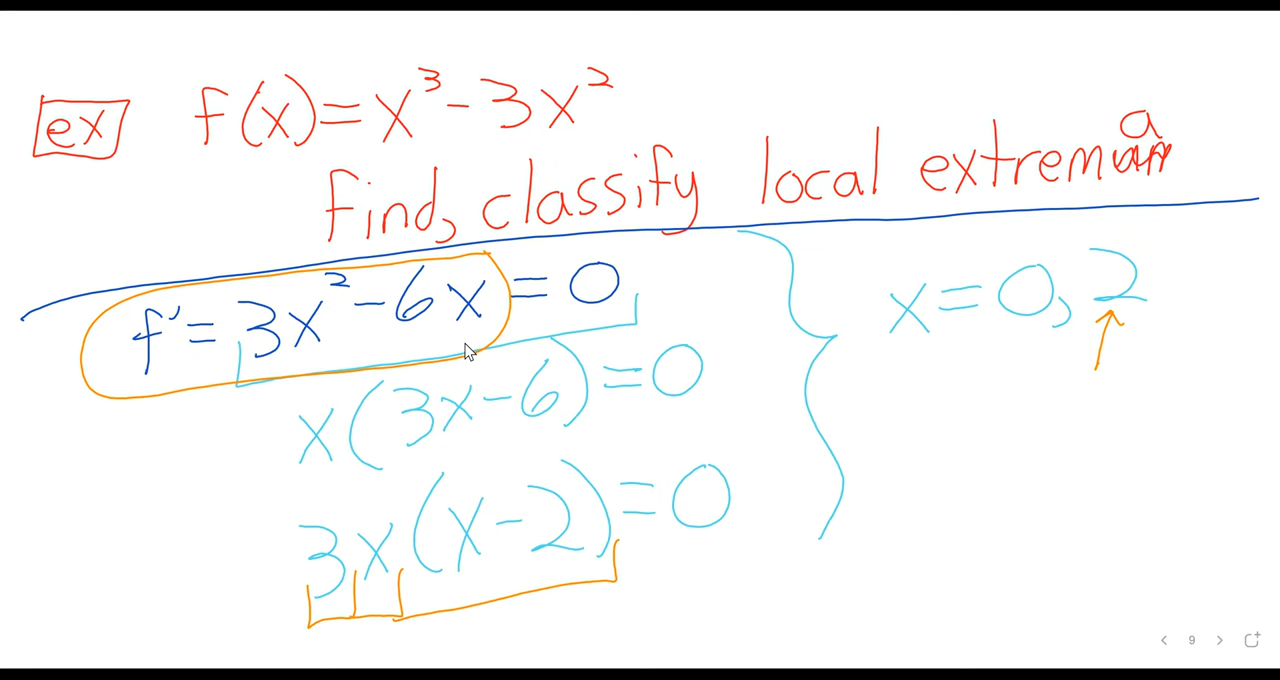 ex f(x) = x³ - 3x²
Find, classify local extrema
f' = 3x² - 6x = 0
x = 0, 2
x(3x - 6) = 0
3x(x - 2) = 0
9